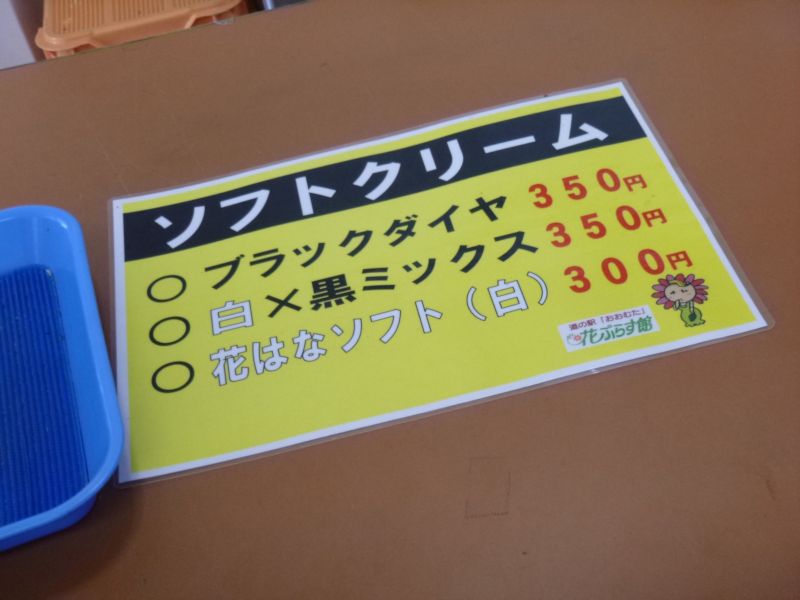 ソフトクリーム
○ ブラックダイヤ 350円
○ 白×黒ミックス 350円
○ 花はなソフト(白) 300円
道の駅「おおむた」
花ぷらす館